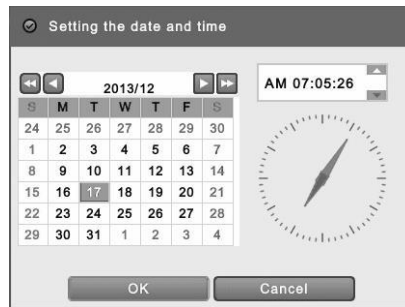 Setting the date and time
2013/12
AM 07:05:26
S M T W T F S
24 25 26 27 28 29 30
1 2 3 4 5 6 7
8 9 10 11 12 13 14
15 16 17 18 19 20 21
22 23 24 25 26 27 28
29 30 31 1 2 3 4
OK Cancel